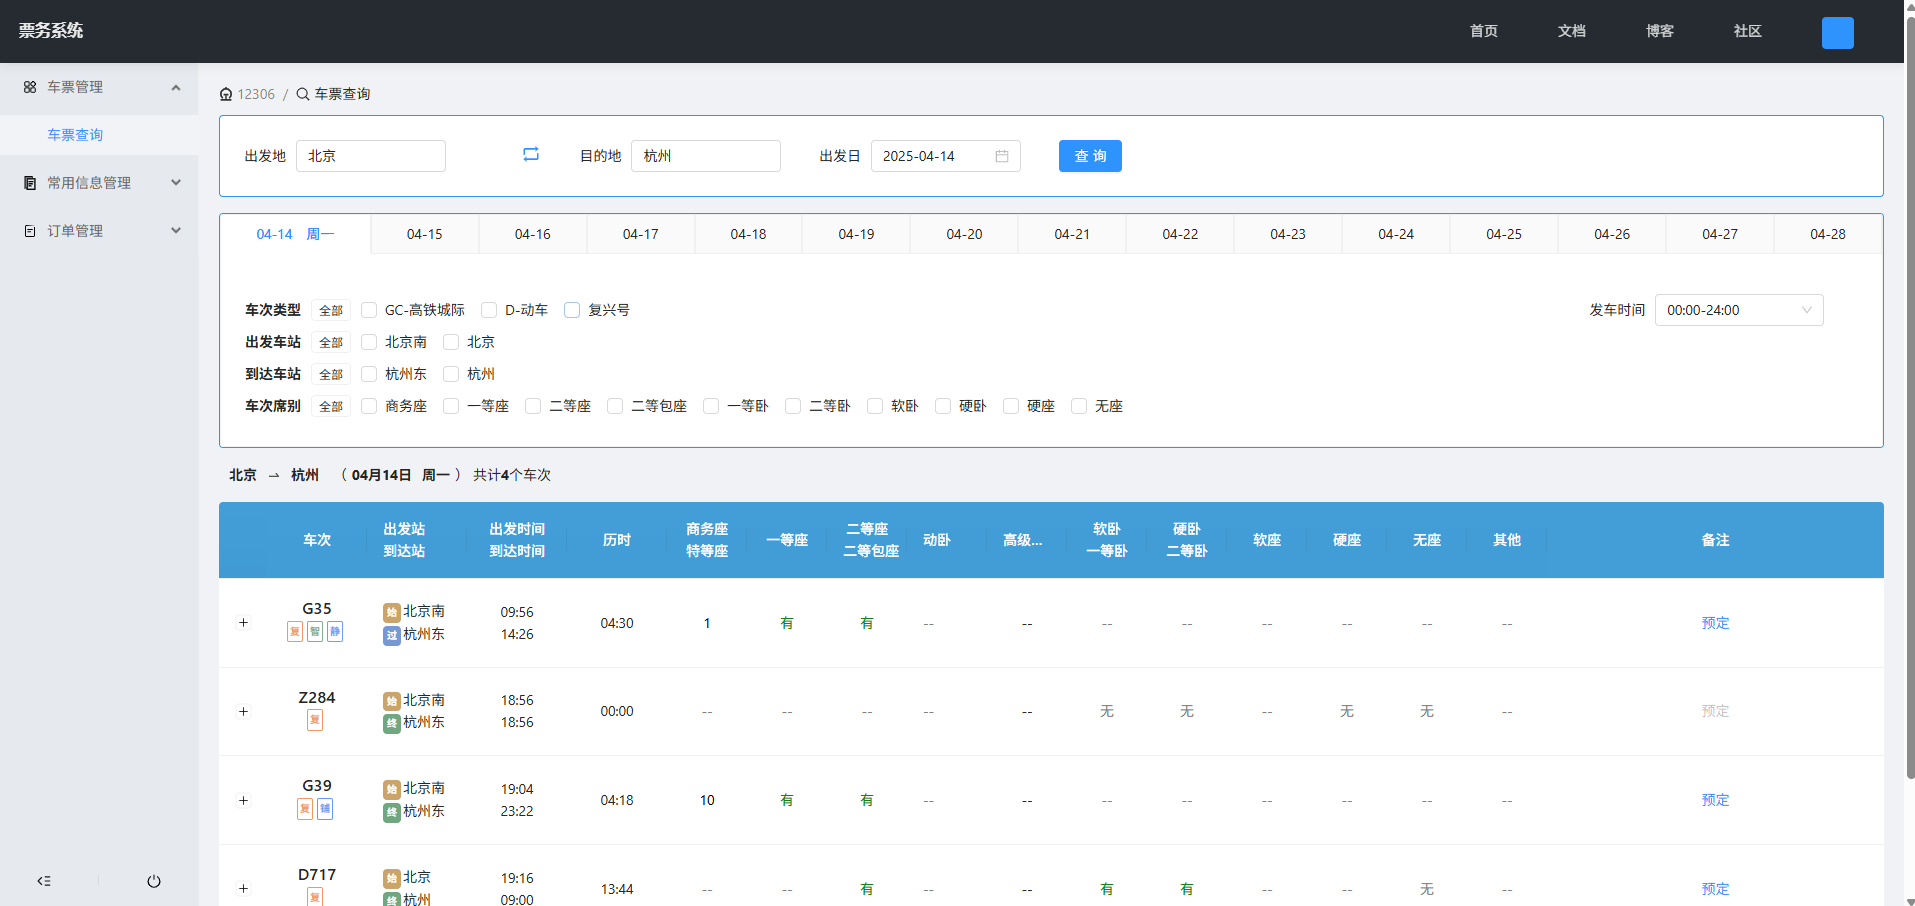 票务系统
首页 文档 博客 社区
车票管理
车票查询
常用信息管理
订单管理
12306 / 车票查询
出发地 北京 目的地 杭州 出发日 2025-04-14 查 询
04-14 周一 04-15 04-16 04-17 04-18 04-19 04-20 04-21 04-22 04-23 04-24 04-25 04-26 04-27 04-28
车次类型 全部 GC-高铁城际 D-动车 复兴号 发车时间 00:00-24:00
出发车站 全部 北京南 北京
到达车站 全部 杭州东 杭州
车次席别 全部 商务座 一等座 二等座 二等包座 一等卧 二等卧 软卧 硬卧 硬座 无座
北京 → 杭州 （ 04月14日 周一 ） 共计4个车次
车次 出发站 到达站 出发时间 到达时间 历时 商务座 特等座 一等座 二等座 二等包座 动卧 高级... 软卧 一等卧 硬卧 二等卧 软座 硬座 无座 其他 备注
+ G35 复 智 静 始 北京南 过 杭州东 09:56 14:26 04:30 1 有 有 -- -- -- -- -- -- -- -- 预定
+ Z284 复 始 北京南 终 杭州东 18:56 18:56 00:00 -- -- -- -- -- 无 无 -- 无 无 -- 预定
+ G39 复 铺 始 北京南 终 杭州东 19:04 23:22 04:18 10 有 有 -- -- -- -- -- -- -- -- 预定
+ D717 复 始 北京 终 杭州 19:16 09:00 13:44 -- -- 有 -- -- 有 有 -- -- 无 -- 预定